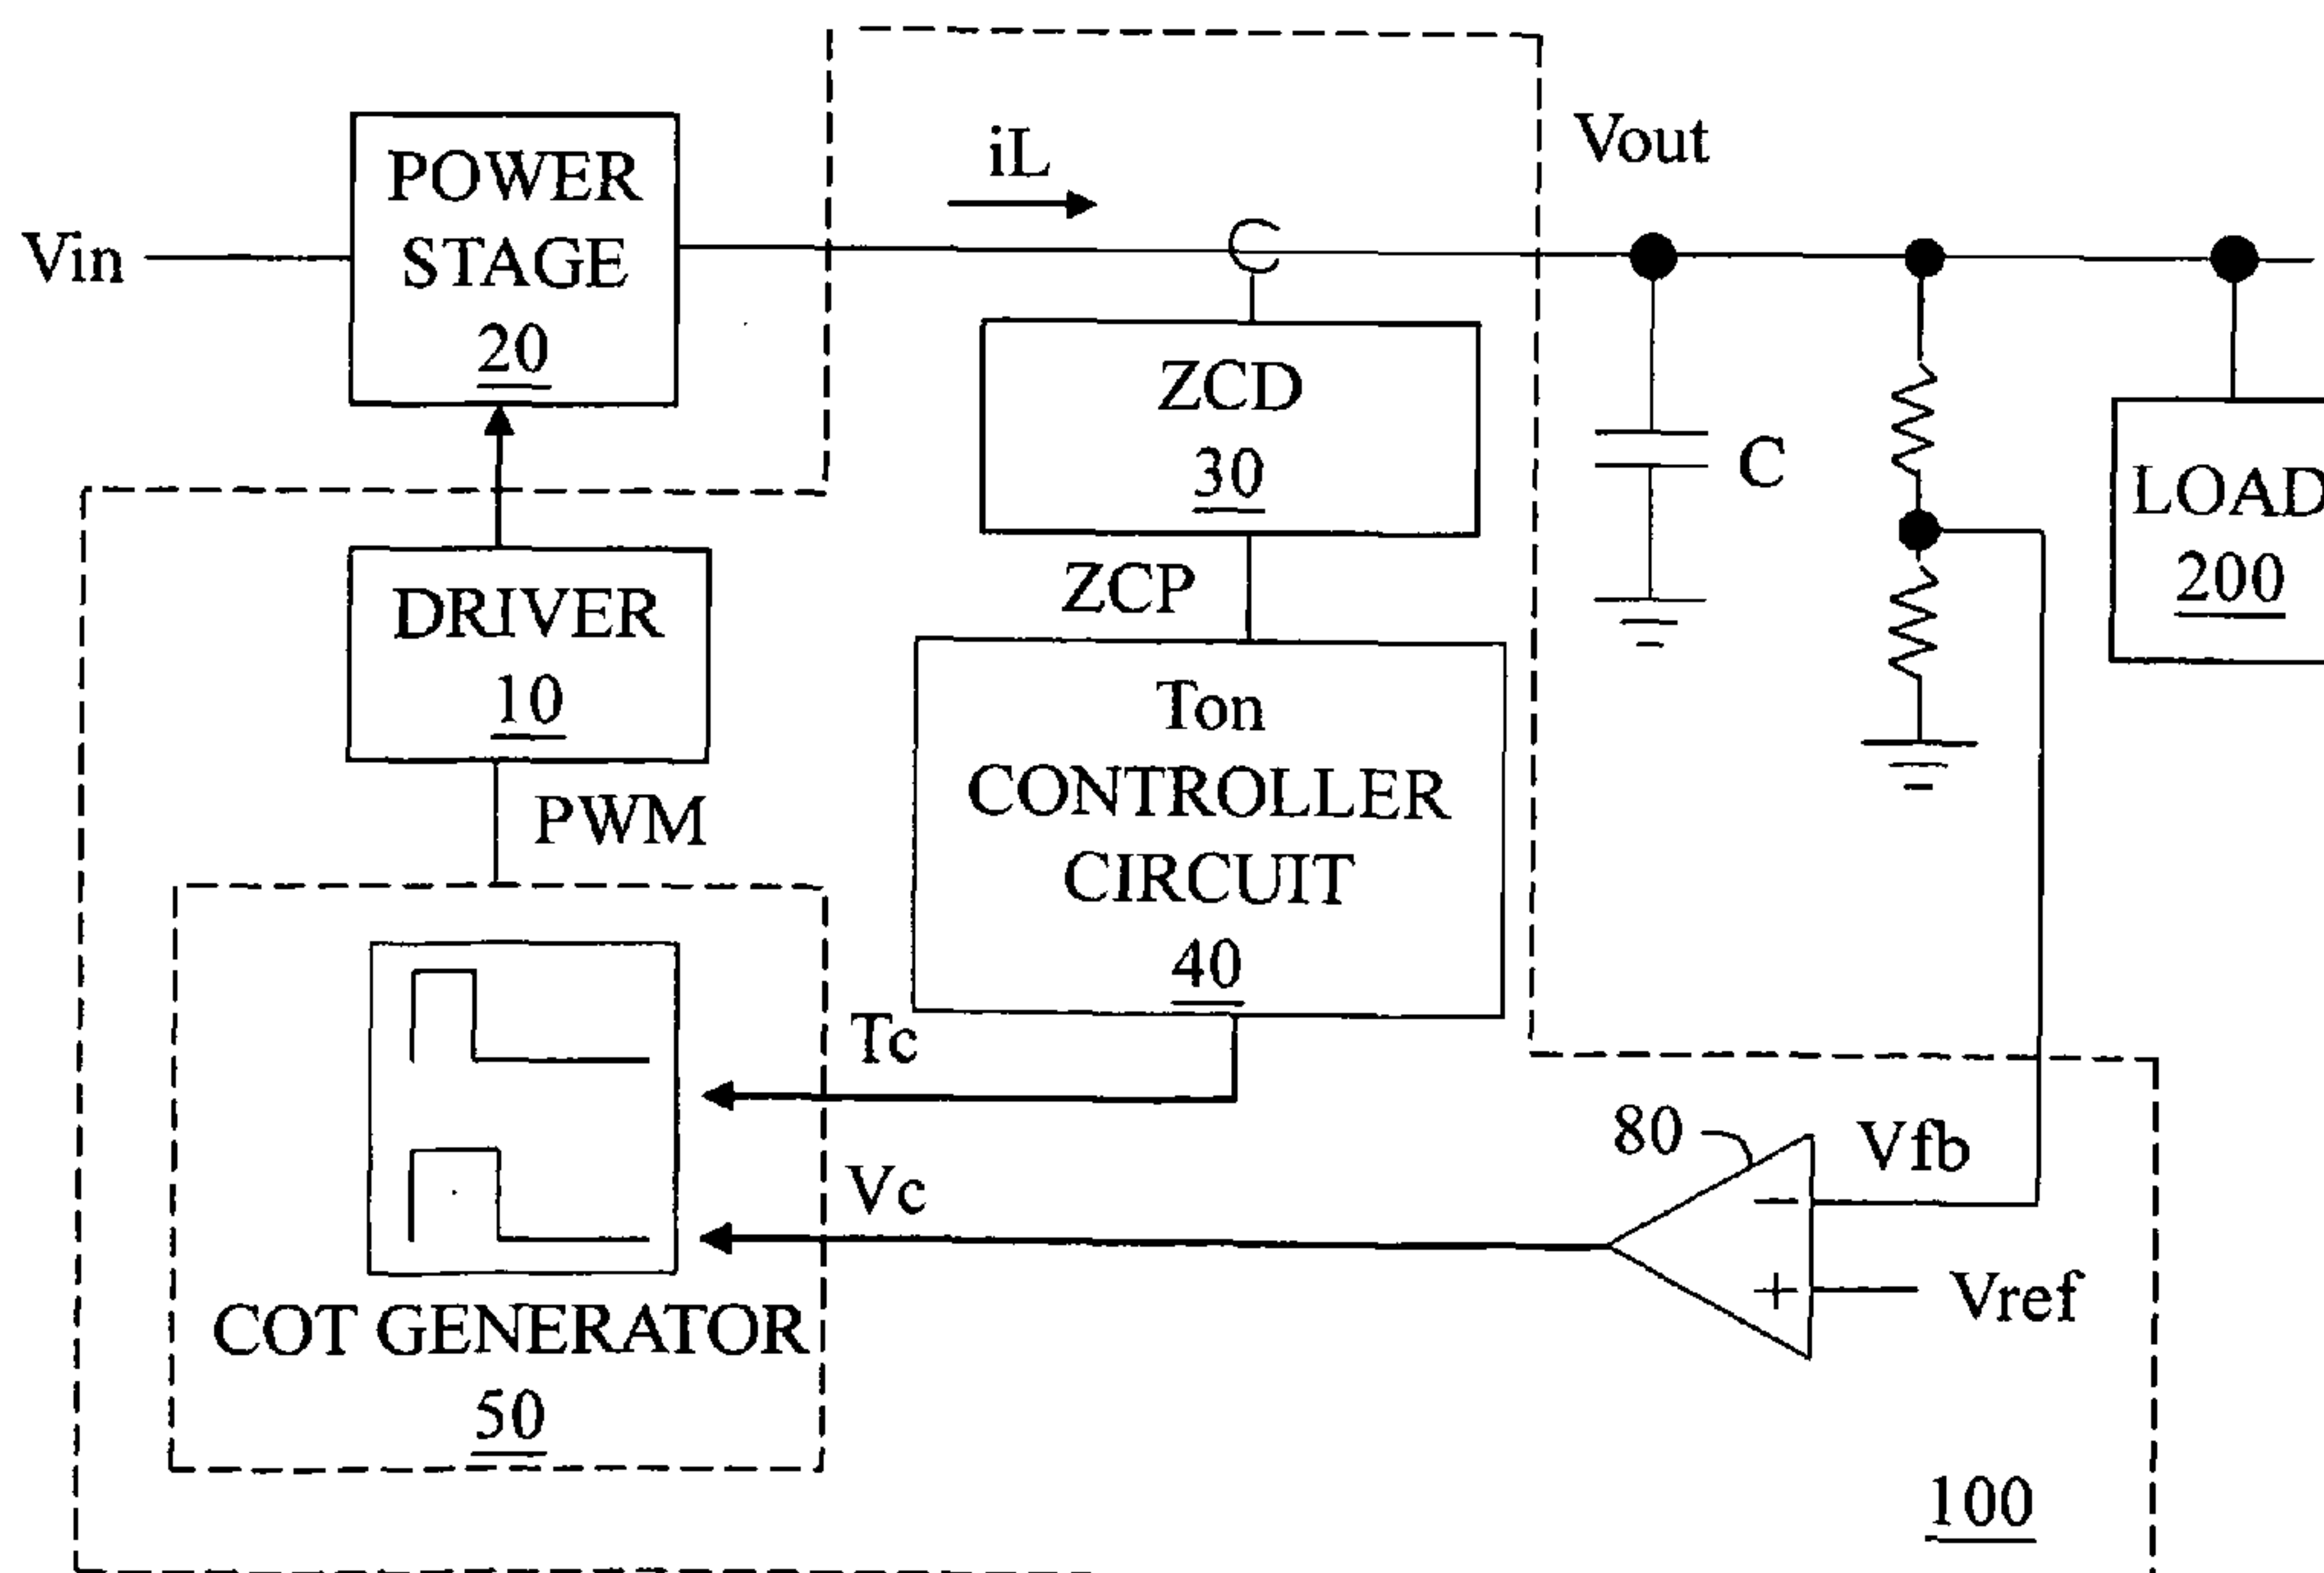 Vin
POWER
STAGE
20
iL
Vout
ZCD
30
ZCP
C
LOAD
200
DRIVER
10
PWM
Ton
CONTROLLER
CIRCUIT
40
Tc
Vc
COT GENERATOR
50
80
Vfb
−
+
Vref
100